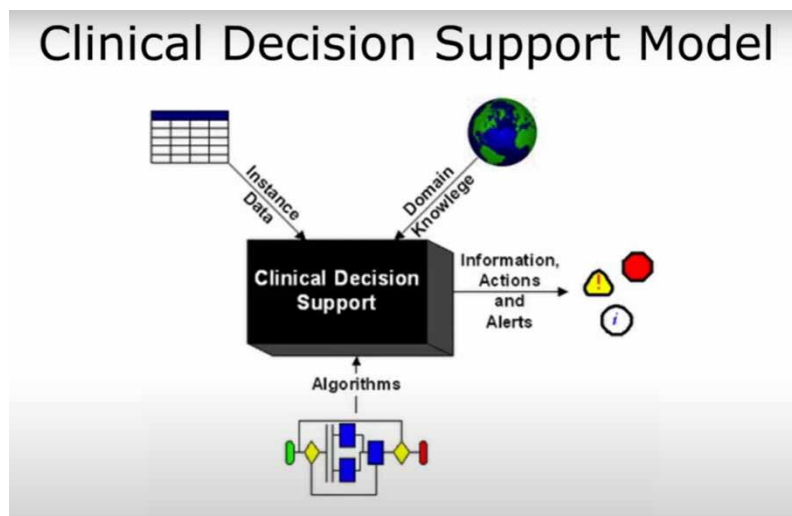 Clinical Decision Support Model
Instance
Data
Domain
Knowlege
Clinical Decision
Support
Information,
Actions
and
Alerts
!
i
Algorithms